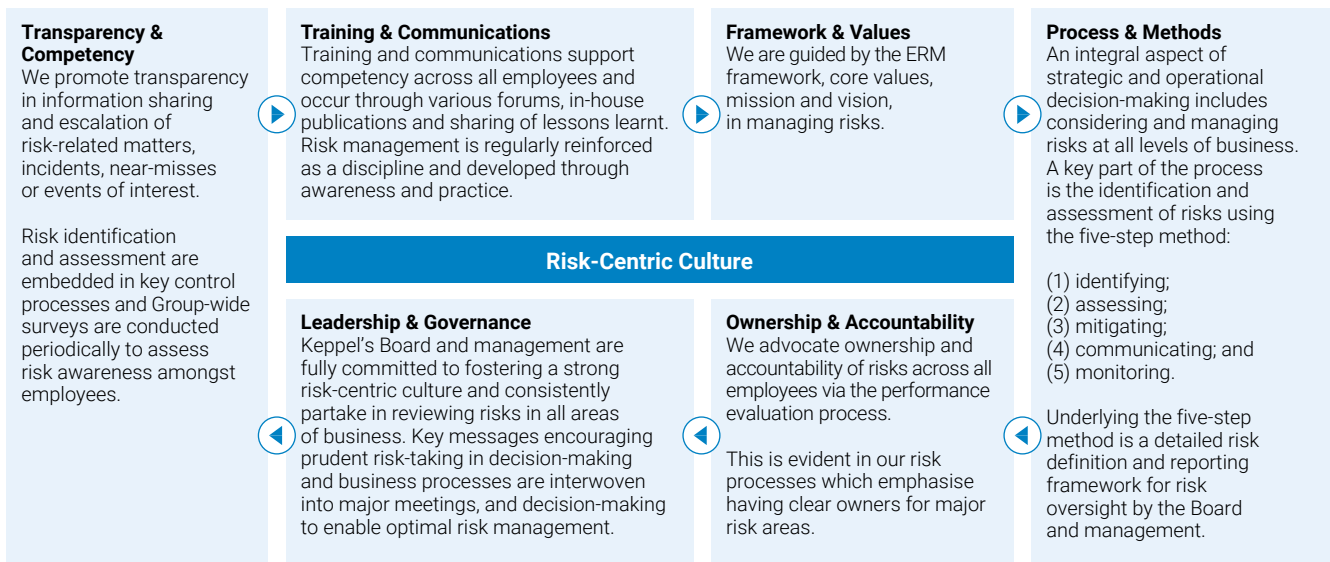 Transparency &
Competency
We promote transparency
in information sharing
and escalation of
risk-related matters,
incidents, near-misses
or events of interest.
Risk identification
and assessment are
embedded in key control
processes and Group-wide
surveys are conducted
periodically to assess
risk awareness amongst
employees.
Training & Communications
Training and communications support
competency across all employees and
occur through various forums, in-house
publications and sharing of lessons learnt.
Risk management is regularly reinforced
as a discipline and developed through
awareness and practice.
Framework & Values
We are guided by the ERM
framework, core values,
mission and vision,
in managing risks.
Process & Methods
An integral aspect of
strategic and operational
decision-making includes
considering and managing
risks at all levels of business.
A key part of the process
is the identification and
assessment of risks using
the five-step method:
(1) identifying;
(2) assessing;
(3) mitigating;
(4) communicating; and
(5) monitoring.
Underlying the five-step
method is a detailed risk
definition and reporting
framework for risk
oversight by the Board
and management.
Risk-Centric Culture
Leadership & Governance
Keppel's Board and management are
fully committed to fostering a strong
risk-centric culture and consistently
partake in reviewing risks in all areas
of business. Key messages encouraging
prudent risk-taking in decision-making
and business processes are interwoven
into major meetings, and decision-making
to enable optimal risk management.
Ownership & Accountability
We advocate ownership and
accountability of risks across all
employees via the performance
evaluation process.
This is evident in our risk
processes which emphasise
having clear owners for major
risk areas.